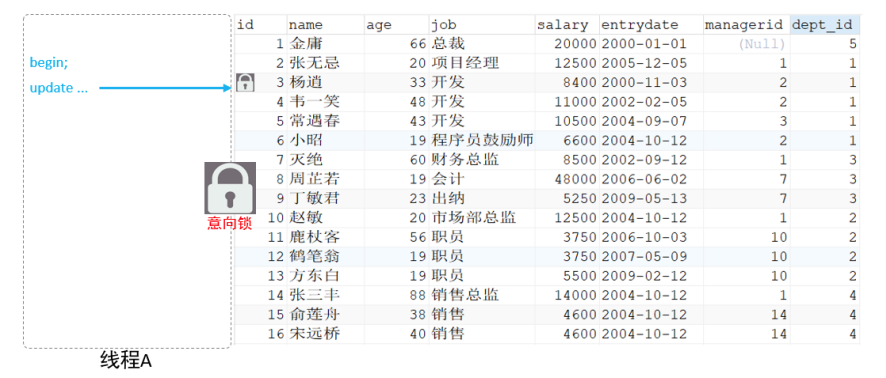 id name age job salary entrydate managerid dept_id
1 金庸 66 总裁 20000 2000-01-01 (Null) 5
begin;
2 张无忌 20 项目经理 12500 2005-12-05 1 1
update ...
3 杨逍 33 开发 8400 2000-11-03 2 1
4 韦一笑 48 开发 11000 2002-02-05 2 1
5 常遇春 43 开发 10500 2004-09-07 3 1
6 小昭 19 程序员鼓励师 6600 2004-10-12 2 1
7 灭绝 60 财务总监 8500 2002-09-12 1 3
8 周芷若 19 会计 48000 2006-06-02 7 3
9 丁敏君 23 出纳 5250 2009-05-13 7 3
意向锁
10 赵敏 20 市场部总监 12500 2004-10-12 1 2
11 鹿杖客 56 职员 3750 2006-10-03 10 2
12 鹤笔翁 19 职员 3750 2007-05-09 10 2
13 方东白 19 职员 5500 2009-02-12 10 2
14 张三丰 88 销售总监 14000 2004-10-12 1 4
15 俞莲舟 38 销售 4600 2004-10-12 14 4
16 宋远桥 40 销售 4600 2004-10-12 14 4
线程A